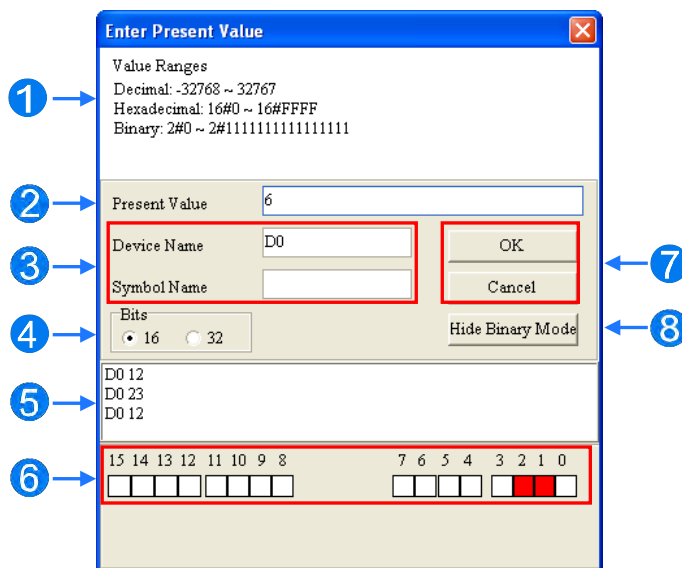 Enter Present Value
1
Value Ranges
Decimal: -32768 ~ 32767
Hexadecimal: 16#0 ~ 16#FFFF
Binary: 2#0 ~ 2#1111111111111111
2
Present Value
6
3
Device Name
D0
Symbol Name
OK
Cancel
7
4
Bits
16
32
Hide Binary Mode
8
5
D0 12
D0 23
D0 12
6
15 14 13 12 11 10 9 8 7 6 5 4 3 2 1 0